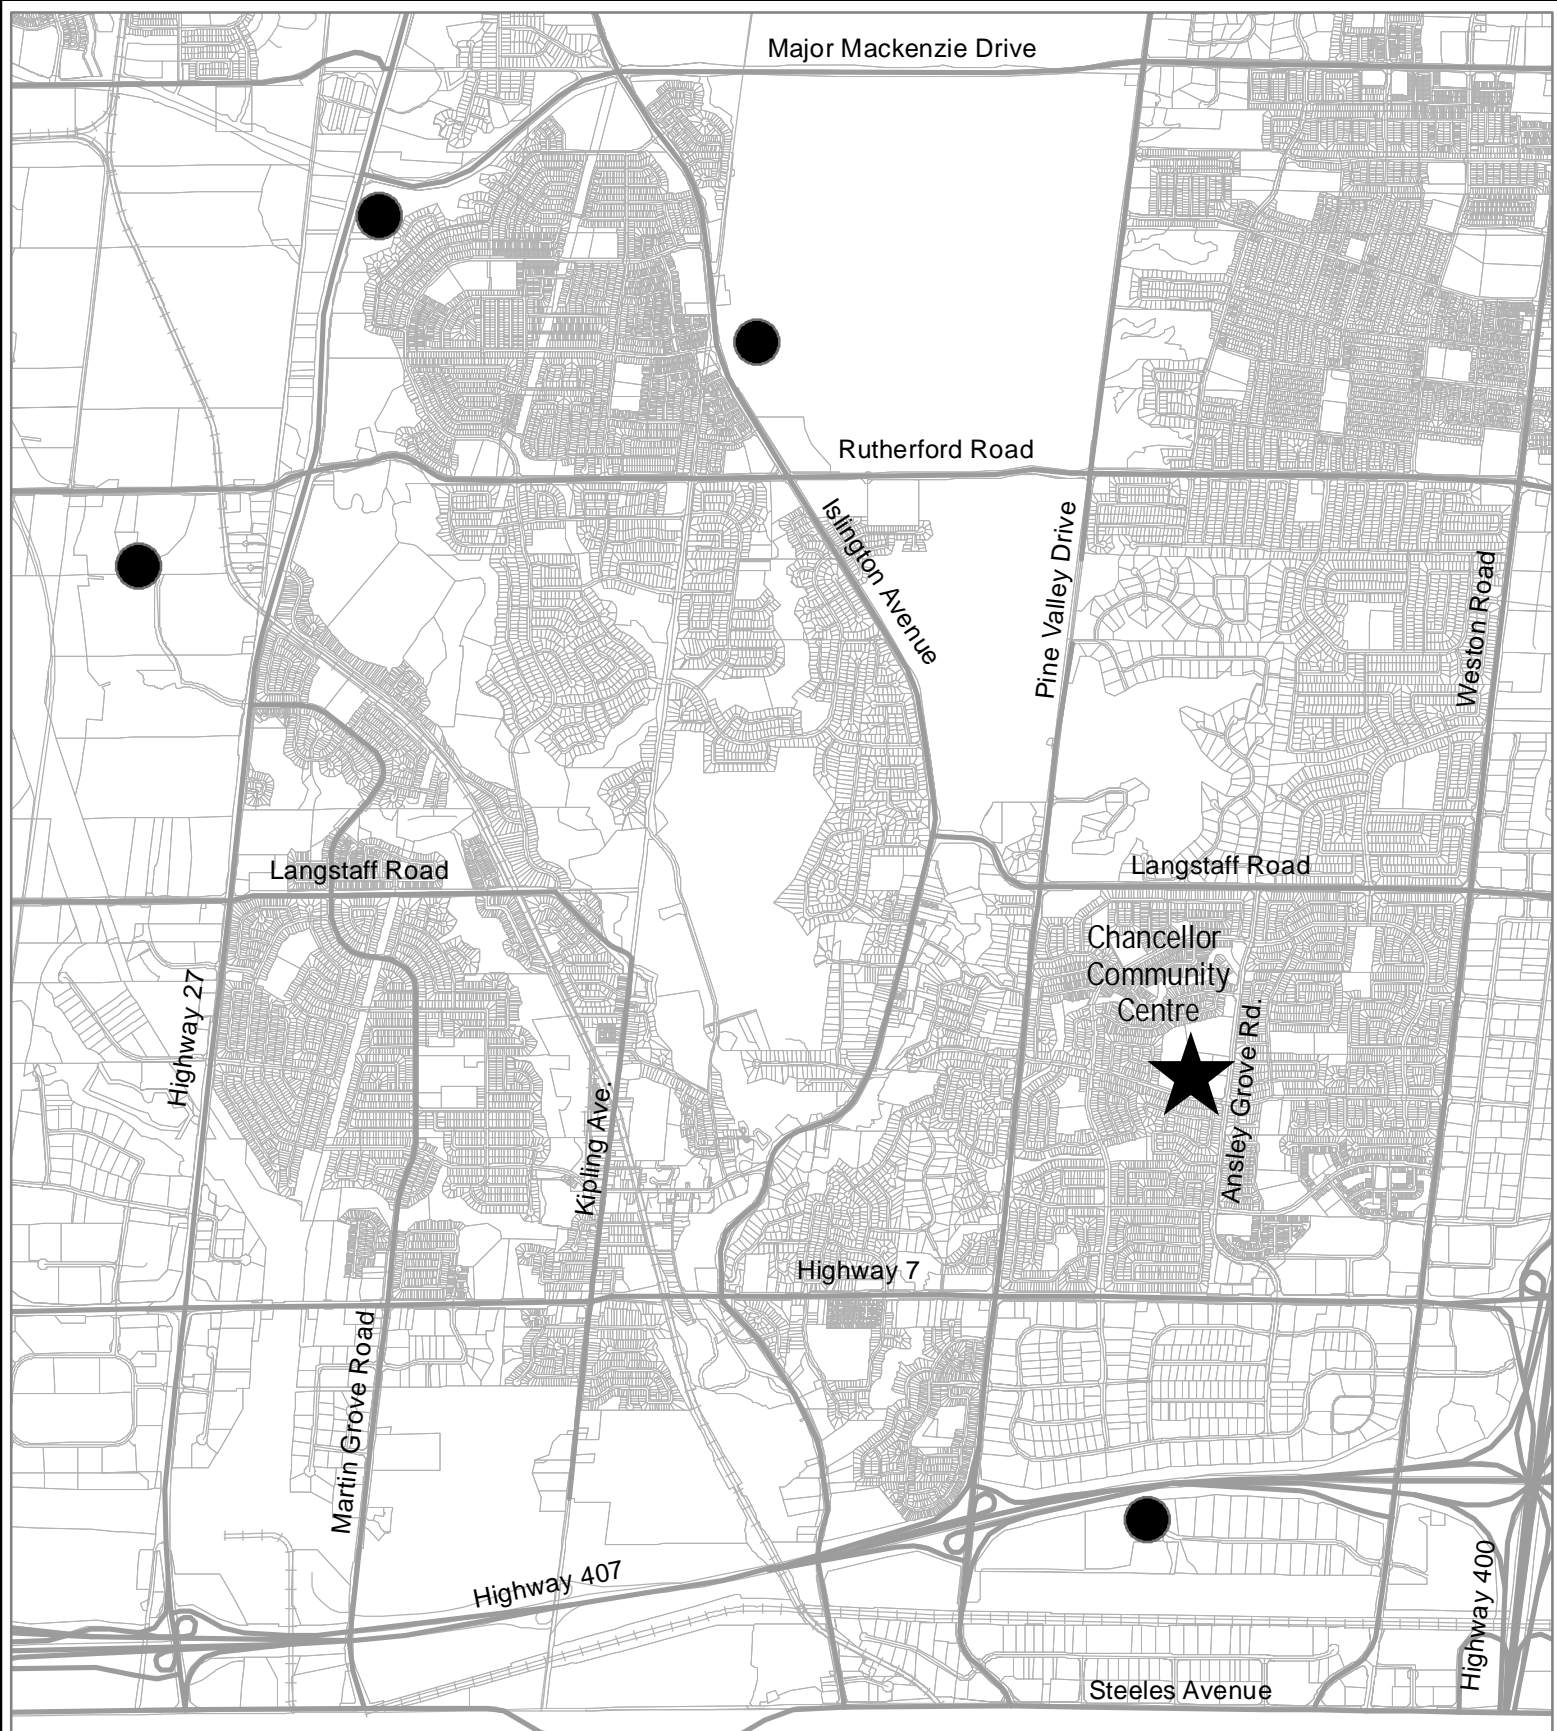 Major Mackenzie Drive
Rutherford Road
Islington Avenue
Pine Valley Drive
Weston Road
Langstaff Road
Langstaff Road
Chancellor
Community
Centre
Highway 27
Ansley Grove Rd.
Kipling Ave.
Highway 7
Martin Grove Road
Highway 407
Highway 400
Steeles Avenue